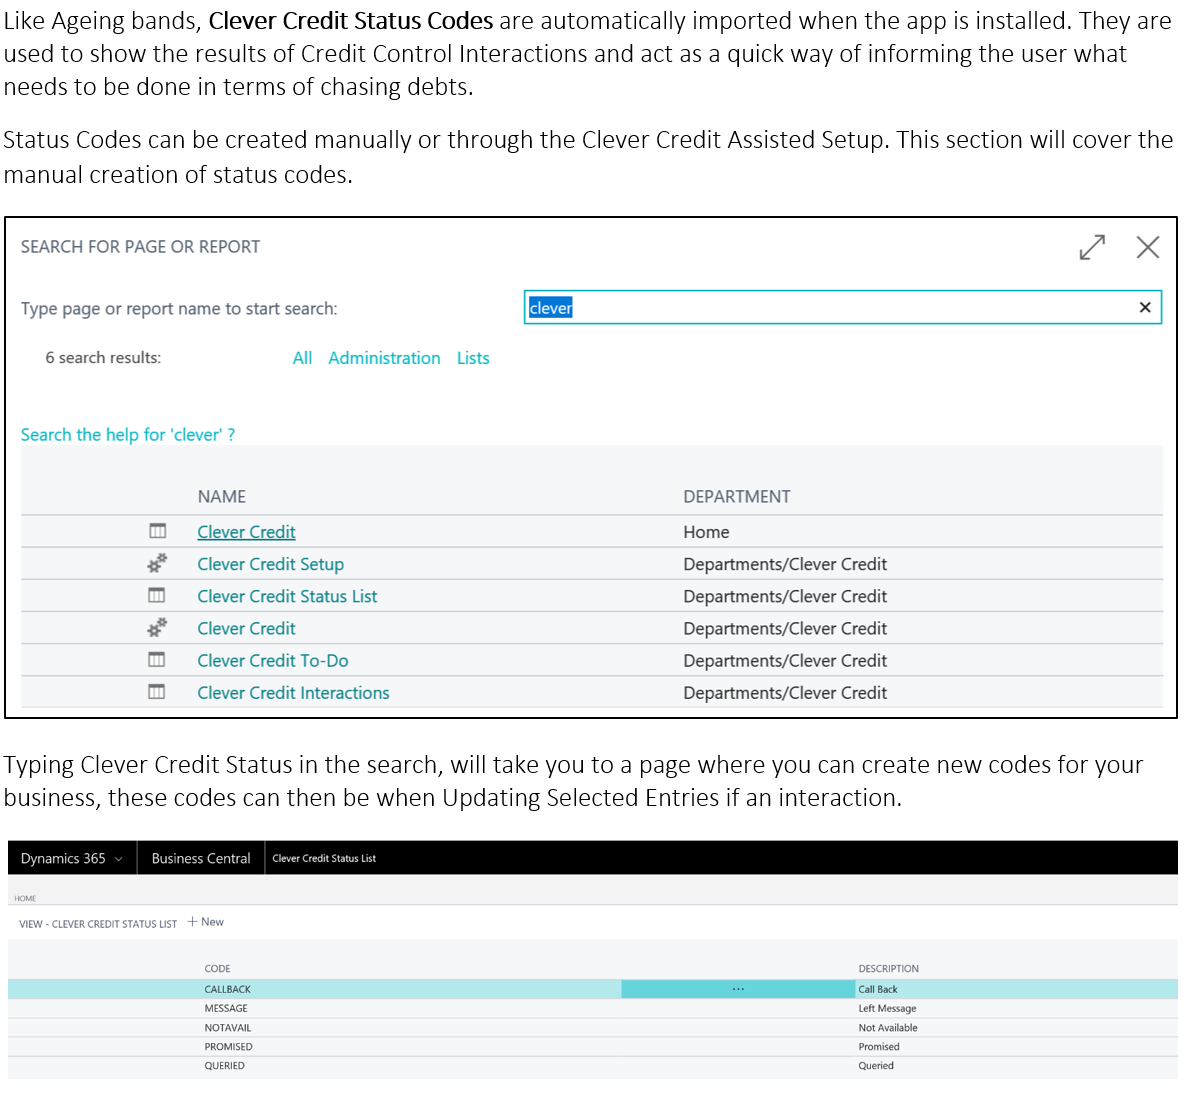 Like Ageing bands, Clever Credit Status Codes are automatically imported when the app is installed. They are
used to show the results of Credit Control Interactions and act as a quick way of informing the user what
needs to be done in terms of chasing debts.
Status Codes can be created manually or through the Clever Credit Assisted Setup. This section will cover the
manual creation of status codes.
SEARCH FOR PAGE OR REPORT
Type page or report name to start search: clever
6 search results: All Administration Lists
Search the help for 'clever' ?
NAME DEPARTMENT
Clever Credit Home
Clever Credit Setup Departments/Clever Credit
Clever Credit Status List Departments/Clever Credit
Clever Credit Departments/Clever Credit
Clever Credit To-Do Departments/Clever Credit
Clever Credit Interactions Departments/Clever Credit
Typing Clever Credit Status in the search, will take you to a page where you can create new codes for your
business, these codes can then be when Updating Selected Entries if an interaction.
Dynamics 365 Business Central Clever Credit Status List
HOME
VIEW - CLEVER CREDIT STATUS LIST + New
CODE DESCRIPTION
CALLBACK ... Call Back
MESSAGE Left Message
NOTAVAIL Not Available
PROMISED Promised
QUERIED Queried